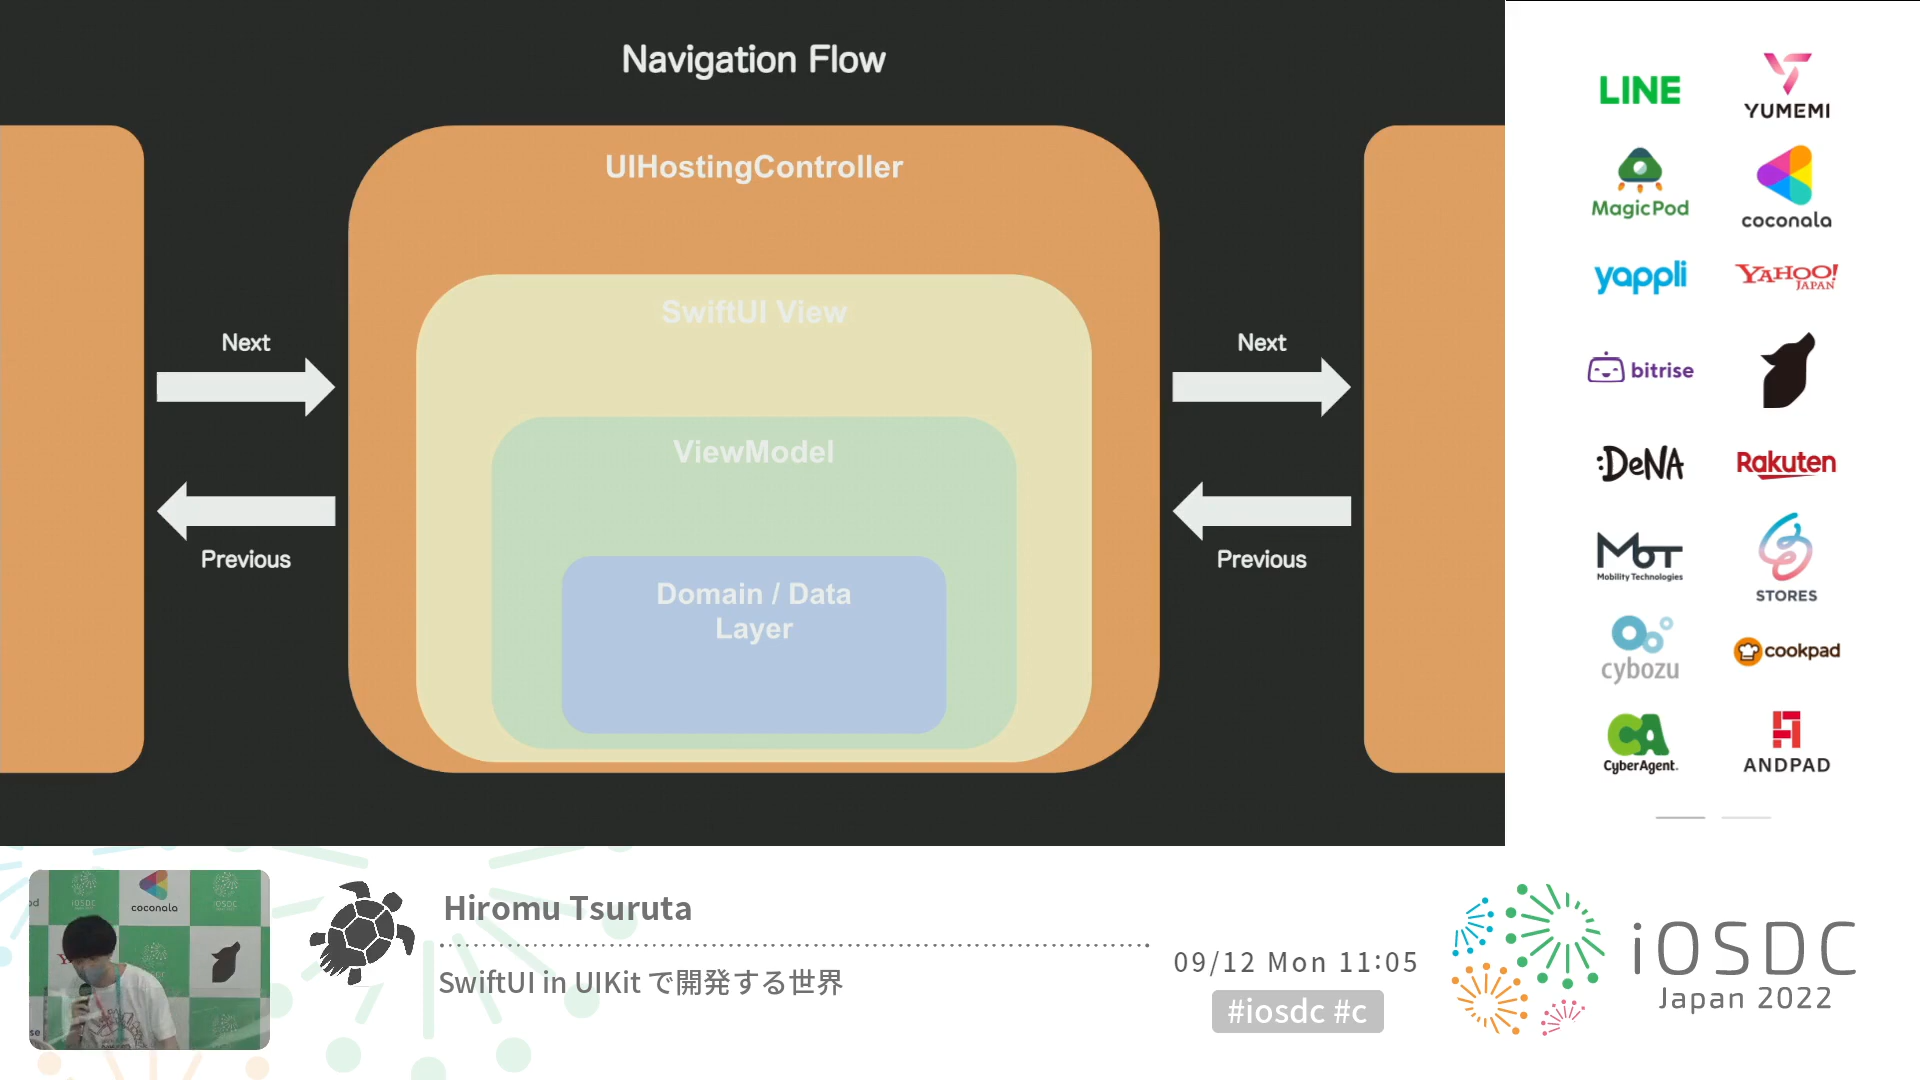 Navigation Flow
UIHostingController
SwiftUI View
ViewModel
Domain / Data
Layer
Next
Previous
Next
Previous
LINE
YUMEMI
MagicPod
coconala
yappli
YAHOO!
JAPAN
bitrise
:DeNA
Rakuten
MoT
Mobility Technologies
STORES
cybozu
cookpad
CA
CyberAgent.
ANDPAD
coconala
iOSDC
Hiromu Tsuruta
SwiftUI in UIKit で開発する世界
09/12 Mon 11:05
#iosdc #c
iOSDC
Japan 2022